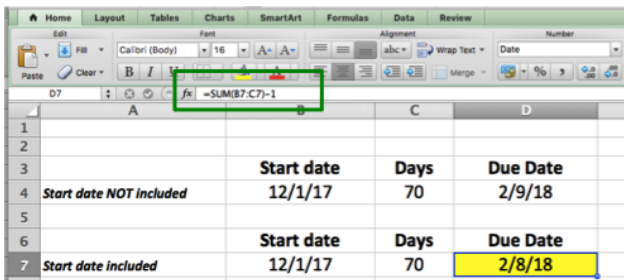 Home Layout Tables Charts SmartArt Formulas Data Review
Edit Font Alignment Number
Fill Calibri (Body) 16 A A abc Wrap Text Date
Paste Clear B I U A Merge % ,
D7 fx =SUM(B7:C7)-1
A B C D
1
2
3 Start date Days Due Date
4 Start date NOT included 12/1/17 70 2/9/18
5
6 Start date Days Due Date
7 Start date included 12/1/17 70 2/8/18